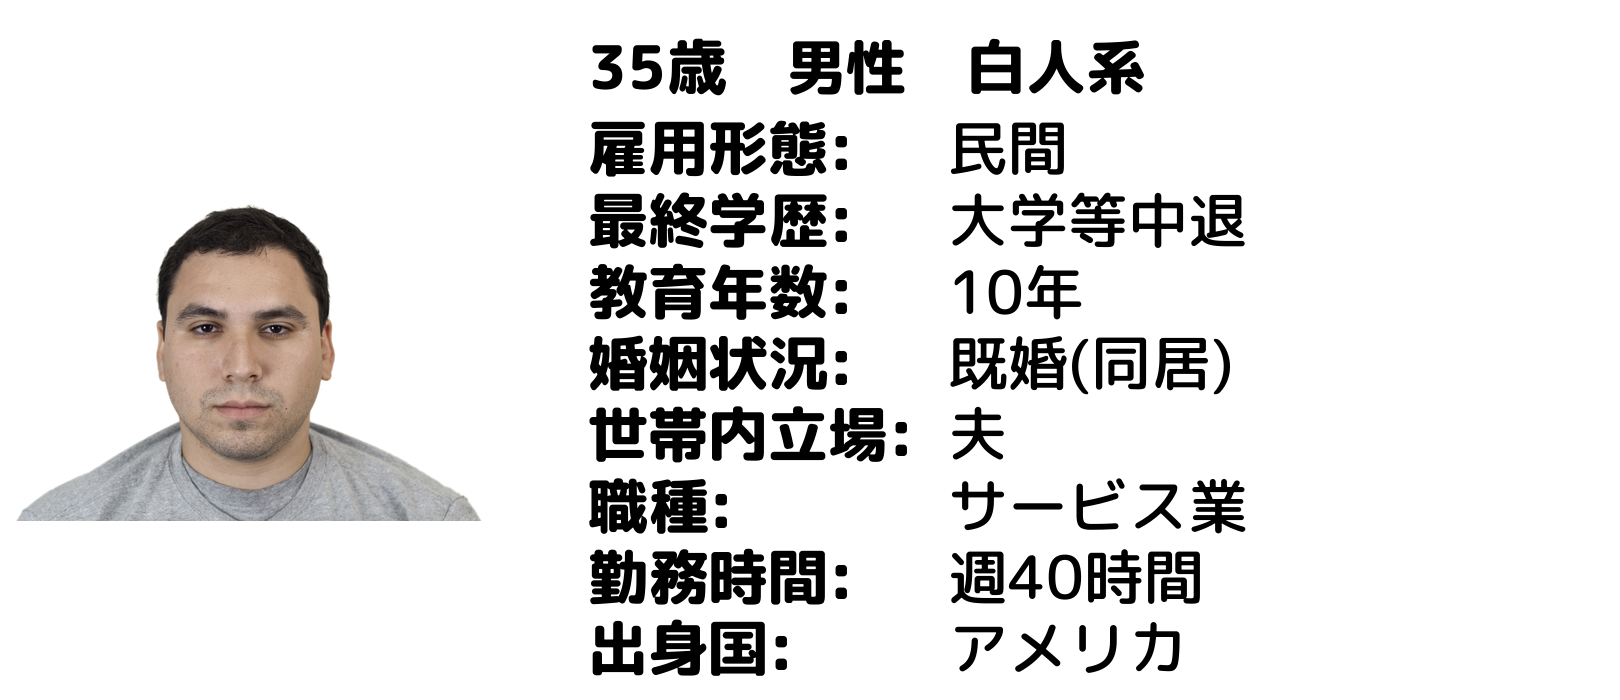 35歳　男性　白人系
雇用形態:　民間
最終学歴:　大学等中退
教育年数:　10年
婚姻状況:　既婚(同居)
世帯内立場:　夫
職種:　サービス業
勤務時間:　週40時間
出身国:　アメリカ